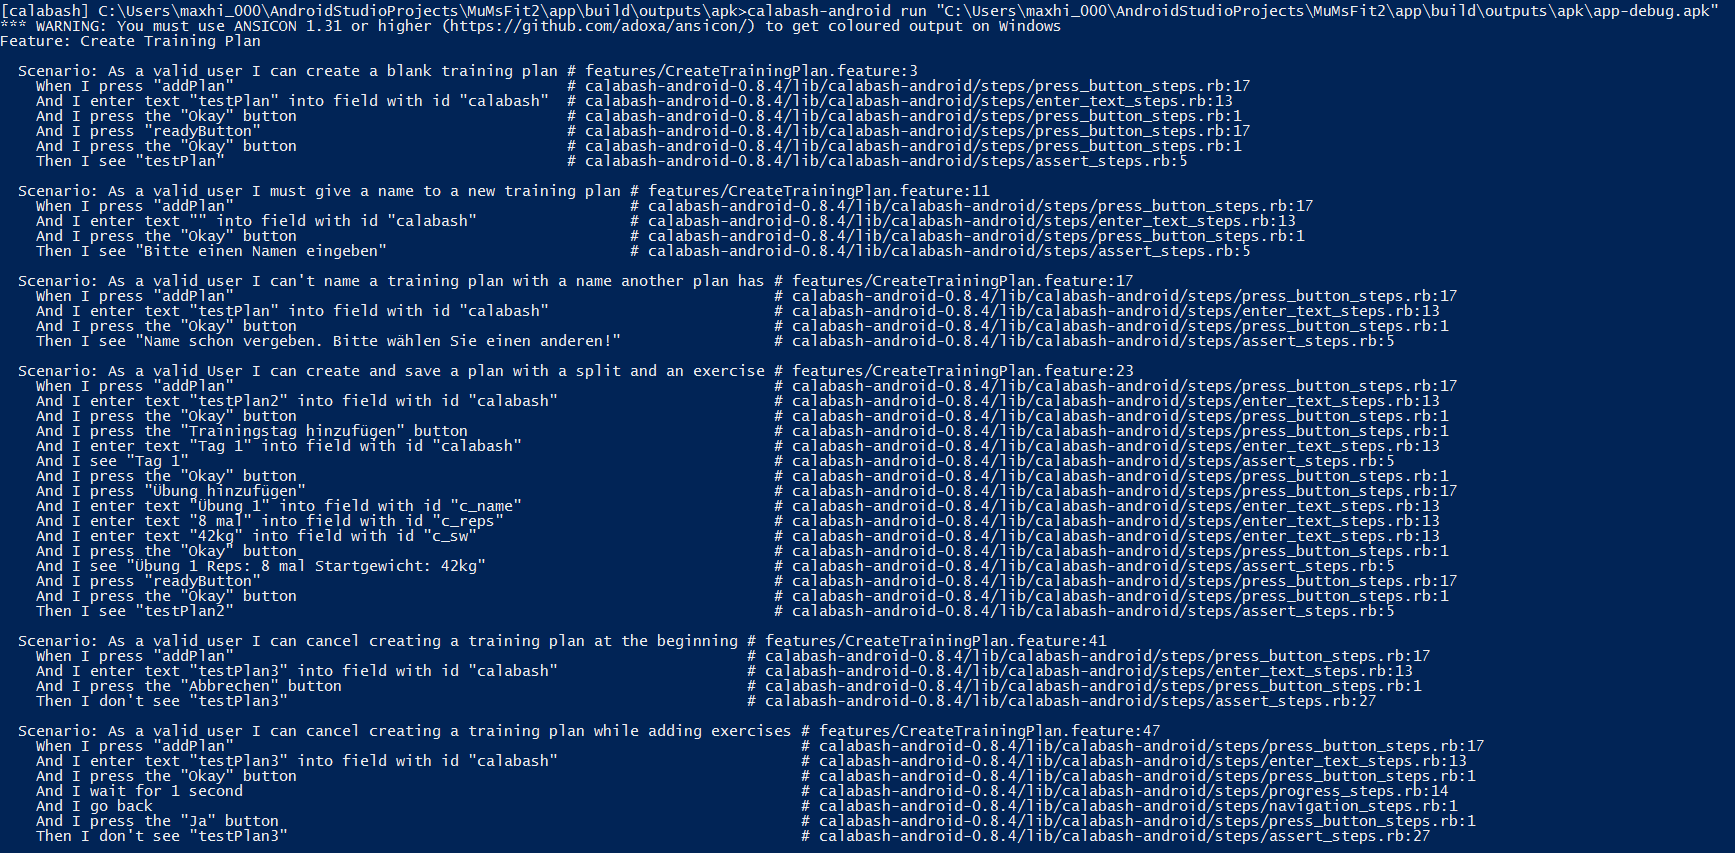 [calabash] C:\Users\maxhi_000\AndroidStudioProjects\MuMsFit2\app\build\outputs\apk>calabash-android run "C:\Users\maxhi_000\AndroidStudioProjects\MuMsFit2\app\build\outputs\apk\app-debug.apk"
*** WARNING: You must use ANSICON 1.31 or higher (https://github.com/adoxa/ansicon/) to get coloured output on Windows
Feature: Create Training Plan
Scenario: As a valid user I can create a blank training plan # features/CreateTrainingPlan.feature:3
When I press "addPlan" # calabash-android-0.8.4/lib/calabash-android/steps/press_button_steps.rb:17
And I enter text "testPlan" into field with id "calabash" # calabash-android-0.8.4/lib/calabash-android/steps/enter_text_steps.rb:13
And I press the "Okay" button # calabash-android-0.8.4/lib/calabash-android/steps/press_button_steps.rb:1
And I press "readyButton" # calabash-android-0.8.4/lib/calabash-android/steps/press_button_steps.rb:17
And I press the "Okay" button # calabash-android-0.8.4/lib/calabash-android/steps/press_button_steps.rb:1
Then I see "testPlan" # calabash-android-0.8.4/lib/calabash-android/steps/assert_steps.rb:5
Scenario: As a valid user I must give a name to a new training plan # features/CreateTrainingPlan.feature:11
When I press "addPlan" # calabash-android-0.8.4/lib/calabash-android/steps/press_button_steps.rb:17
And I enter text "" into field with id "calabash" # calabash-android-0.8.4/lib/calabash-android/steps/enter_text_steps.rb:13
And I press the "Okay" button # calabash-android-0.8.4/lib/calabash-android/steps/press_button_steps.rb:1
Then I see "Bitte einen Namen eingeben" # calabash-android-0.8.4/lib/calabash-android/steps/assert_steps.rb:5
Scenario: As a valid user I can't name a training plan with a name another plan has # features/CreateTrainingPlan.feature:17
When I press "addPlan" # calabash-android-0.8.4/lib/calabash-android/steps/press_button_steps.rb:17
And I enter text "testPlan" into field with id "calabash" # calabash-android-0.8.4/lib/calabash-android/steps/enter_text_steps.rb:13
And I press the "Okay" button # calabash-android-0.8.4/lib/calabash-android/steps/press_button_steps.rb:1
Then I see "Name schon vergeben. Bitte wählen Sie einen anderen!" # calabash-android-0.8.4/lib/calabash-android/steps/assert_steps.rb:5
Scenario: As a valid User I can create and save a plan with a split and an exercise # features/CreateTrainingPlan.feature:23
When I press "addPlan" # calabash-android-0.8.4/lib/calabash-android/steps/press_button_steps.rb:17
And I enter text "testPlan2" into field with id "calabash" # calabash-android-0.8.4/lib/calabash-android/steps/enter_text_steps.rb:13
And I press the "Okay" button # calabash-android-0.8.4/lib/calabash-android/steps/press_button_steps.rb:1
And I press the "Trainingstag hinzufügen" button # calabash-android-0.8.4/lib/calabash-android/steps/press_button_steps.rb:1
And I enter text "Tag 1" into field with id "calabash" # calabash-android-0.8.4/lib/calabash-android/steps/enter_text_steps.rb:13
And I see "Tag 1" # calabash-android-0.8.4/lib/calabash-android/steps/assert_steps.rb:5
And I press the "Okay" button # calabash-android-0.8.4/lib/calabash-android/steps/press_button_steps.rb:1
And I press "Übung hinzufügen" # calabash-android-0.8.4/lib/calabash-android/steps/press_button_steps.rb:17
And I enter text "Übung 1" into field with id "c_name" # calabash-android-0.8.4/lib/calabash-android/steps/enter_text_steps.rb:13
And I enter text "8 mal" into field with id "c_reps" # calabash-android-0.8.4/lib/calabash-android/steps/enter_text_steps.rb:13
And I enter text "42kg" into field with id "c_sw" # calabash-android-0.8.4/lib/calabash-android/steps/enter_text_steps.rb:13
And I press the "Okay" button # calabash-android-0.8.4/lib/calabash-android/steps/press_button_steps.rb:1
And I see "Übung 1 Reps: 8 mal Startgewicht: 42kg" # calabash-android-0.8.4/lib/calabash-android/steps/assert_steps.rb:5
And I press "readyButton" # calabash-android-0.8.4/lib/calabash-android/steps/press_button_steps.rb:17
And I press the "Okay" button # calabash-android-0.8.4/lib/calabash-android/steps/press_button_steps.rb:1
Then I see "testPlan2" # calabash-android-0.8.4/lib/calabash-android/steps/assert_steps.rb:5
Scenario: As a valid user I can cancel creating a training plan at the beginning # features/CreateTrainingPlan.feature:41
When I press "addPlan" # calabash-android-0.8.4/lib/calabash-android/steps/press_button_steps.rb:17
And I enter text "testPlan3" into field with id "calabash" # calabash-android-0.8.4/lib/calabash-android/steps/enter_text_steps.rb:13
And I press the "Abbrechen" button # calabash-android-0.8.4/lib/calabash-android/steps/press_button_steps.rb:1
Then I don't see "testPlan3" # calabash-android-0.8.4/lib/calabash-android/steps/assert_steps.rb:27
Scenario: As a valid user I can cancel creating a training plan while adding exercises # features/CreateTrainingPlan.feature:47
When I press "addPlan" # calabash-android-0.8.4/lib/calabash-android/steps/press_button_steps.rb:17
And I enter text "testPlan3" into field with id "calabash" # calabash-android-0.8.4/lib/calabash-android/steps/enter_text_steps.rb:13
And I press the "Okay" button # calabash-android-0.8.4/lib/calabash-android/steps/press_button_steps.rb:1
And I wait for 1 second # calabash-android-0.8.4/lib/calabash-android/steps/progress_steps.rb:14
And I go back # calabash-android-0.8.4/lib/calabash-android/steps/navigation_steps.rb:1
And I press the "Ja" button # calabash-android-0.8.4/lib/calabash-android/steps/press_button_steps.rb:1
Then I don't see "testPlan3" # calabash-android-0.8.4/lib/calabash-android/steps/assert_steps.rb:27